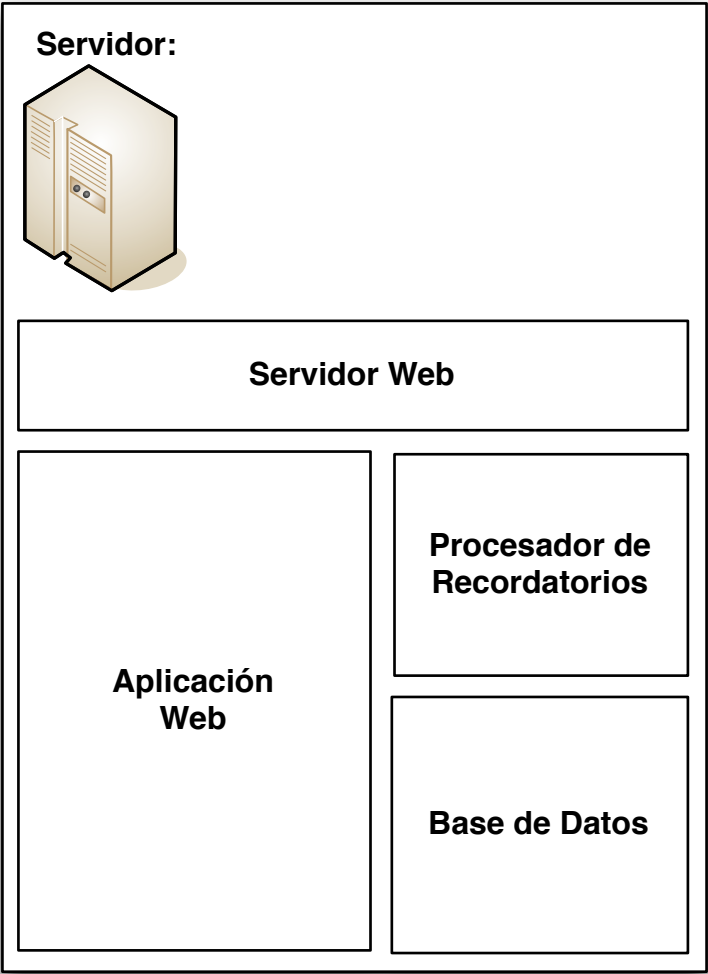 Servidor:
Servidor Web
Procesador de
Recordatorios
Aplicación
Web
Base de Datos